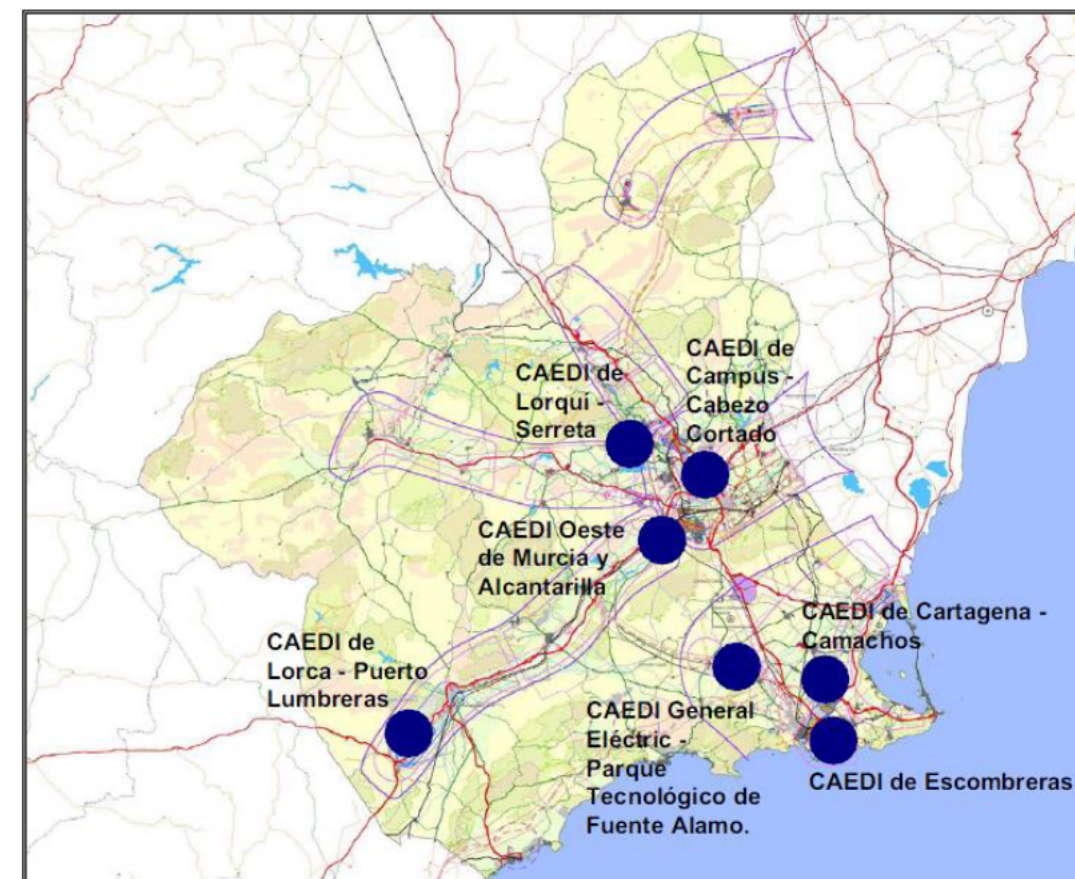 CAEDI de
Lorquí -
Serreta
CAEDI de
Campus -
Cabezo
Cortado
CAEDI Oeste
de Murcia y
Alcantarilla
CAEDI de
Lorca - Puerto
Lumbreras
CAEDI General
Eléctric -
Parque
Tecnológico de
Fuente Alamo.
CAEDI de Cartagena -
Camachos
CAEDI de Escombreras